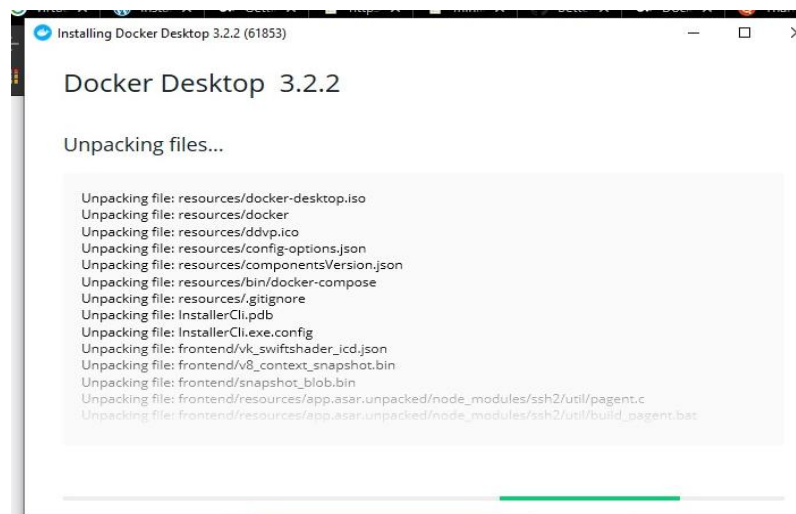 Installing Docker Desktop 3.2.2 (61853)
Docker Desktop 3.2.2
Unpacking files...
Unpacking file: resources/docker-desktop.iso
Unpacking file: resources/docker
Unpacking file: resources/ddvp.ico
Unpacking file: resources/config-options.json
Unpacking file: resources/componentsVersion.json
Unpacking file: resources/bin/docker-compose
Unpacking file: resources/.gitignore
Unpacking file: InstallerCli.pdb
Unpacking file: InstallerCli.exe.config
Unpacking file: frontend/vk_swiftshader_icd.json
Unpacking file: frontend/v8_context_snapshot.bin
Unpacking file: frontend/snapshot_blob.bin
Unpacking file: frontend/resources/app.asar.unpacked/node_modules/ssh2/util/pagent.c
Unpacking file: frontend/resources/app.asar.unpacked/node_modules/ssh2/util/build_pagent.bat